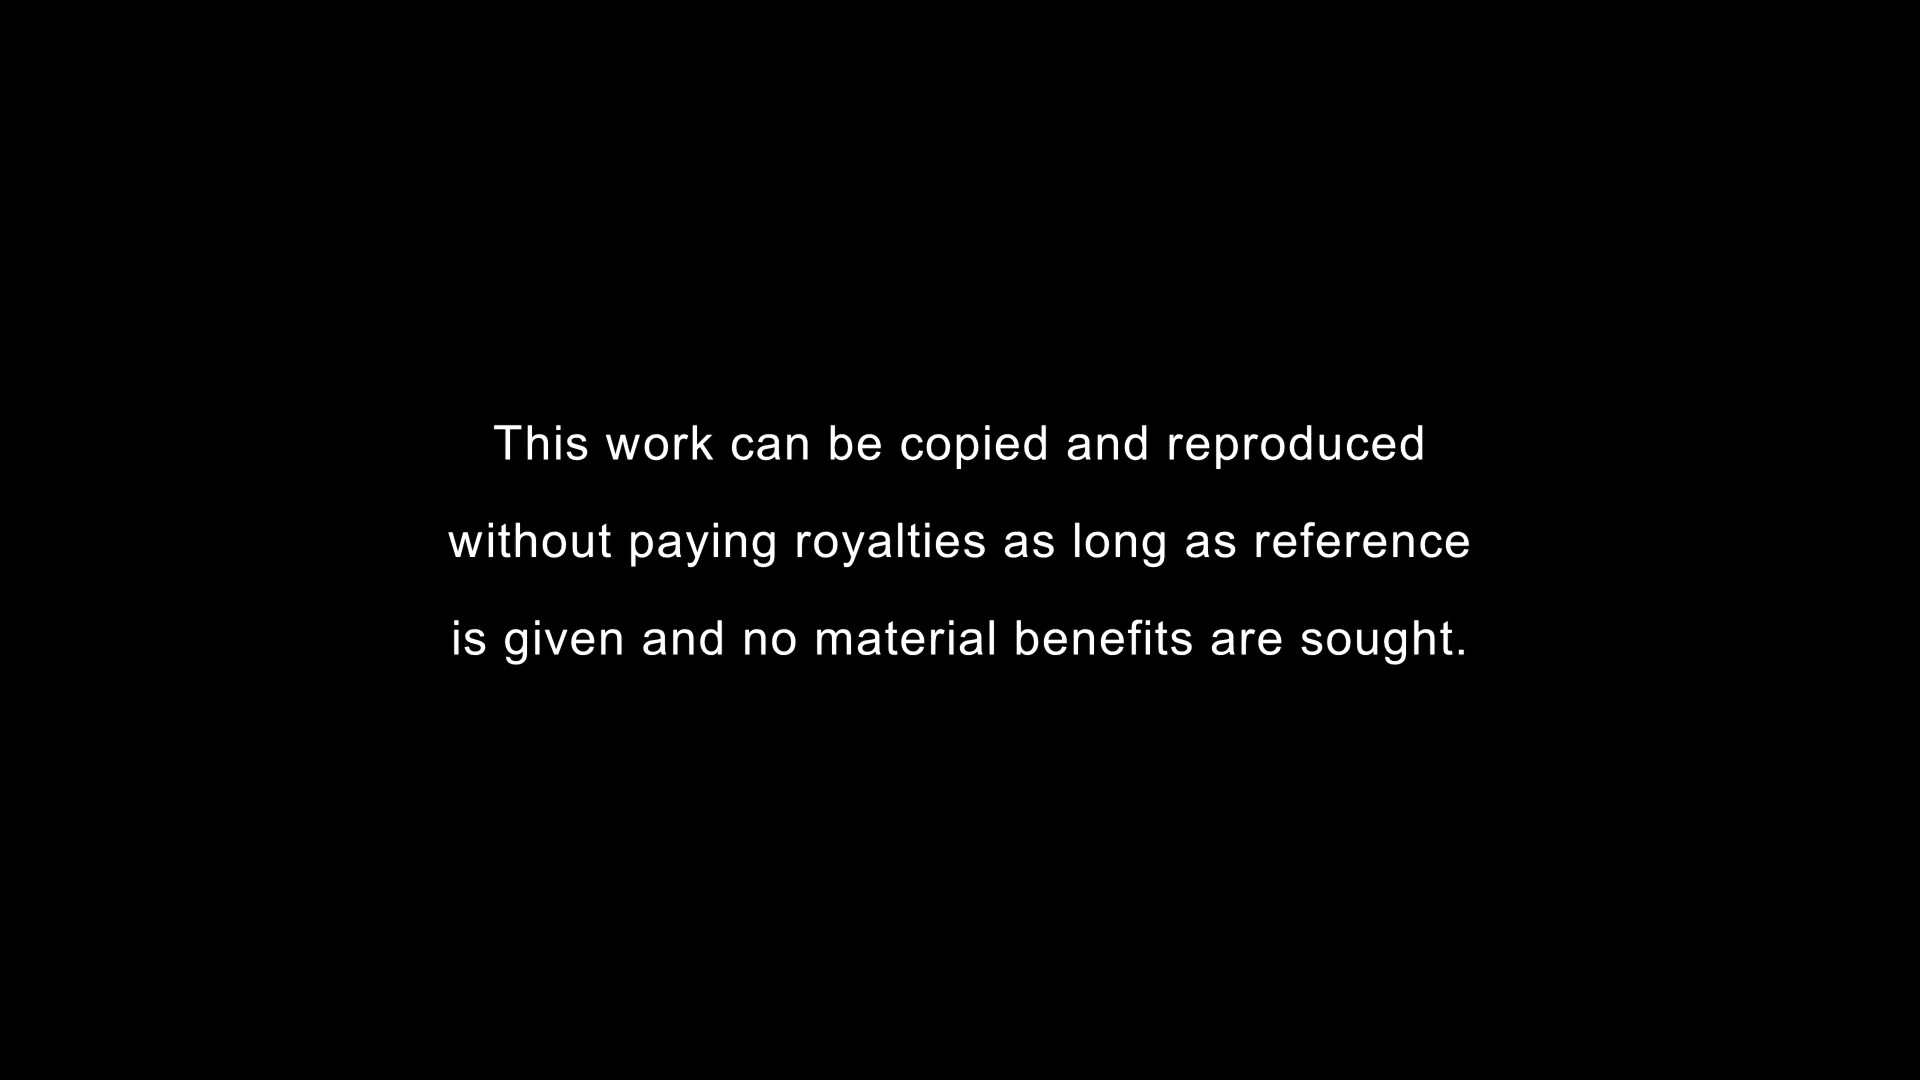 This work can be copied and reproduced
without paying royalties as long as reference
is given and no material benefits are sought.